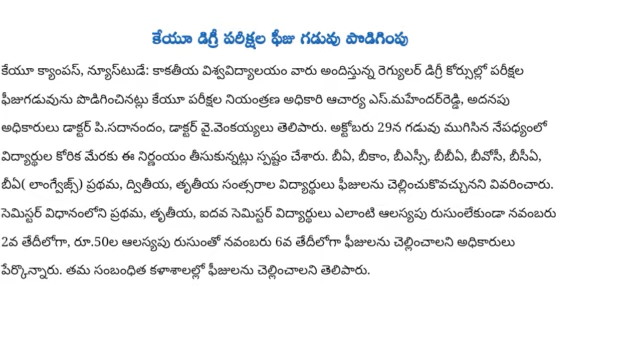 కేయూ డిగ్రీ పరీక్షల ఫీజు గడువు పొడిగింపు
కేయూ క్యాంపస్, న్యూస్‌టుడే: కాకతీయ విశ్వవిద్యాలయం వారు అందిస్తున్న రెగ్యులర్ డిగ్రీ కోర్సుల్లో పరీక్షల
ఫీజుగడువును పొడిగించినట్లు కేయూ పరీక్షల నియంత్రణ అధికారి ఆచార్య ఎస్.మహేందర్‌రెడ్డి, అదనపు
అధికారులు డాక్టర్ పి.సదానందం, డాక్టర్ వై.వెంకయ్యలు తెలిపారు. అక్టోబరు 29న గడువు ముగిసిన నేపధ్యంలో
విద్యార్థుల కోరిక మేరకు ఈ నిర్ణయం తీసుకున్నట్లు స్పష్టం చేశారు. బీఏ, బీకాం, బీఎస్సీ, బీబీఏ, బీవోసీ, బీసీఏ,
బీఏ( లాంగ్వేజ్స్) ప్రథమ, ద్వితీయ, తృతీయ సంత్సరాల విద్యార్థులు ఫీజులను చెల్లించుకొవచ్చునని వివరించారు.
సెమిస్టర్ విధానంలోని ప్రథమ, తృతీయ, ఐదవ సెమిస్టర్ విద్యార్థులు ఎలాంటి ఆలస్యపు రుసుంలేకుండా నవంబరు
2వ తేదీలోగా, రూ.50ల ఆలస్యపు రుసుంతో నవంబరు 6వ తేదీలోగా ఫీజులను చెల్లించాలని అధికారులు
పేర్కొన్నారు. తమ సంబంధిత కళాశాలల్లో ఫీజులను చెల్లించాలని తెలిపారు.